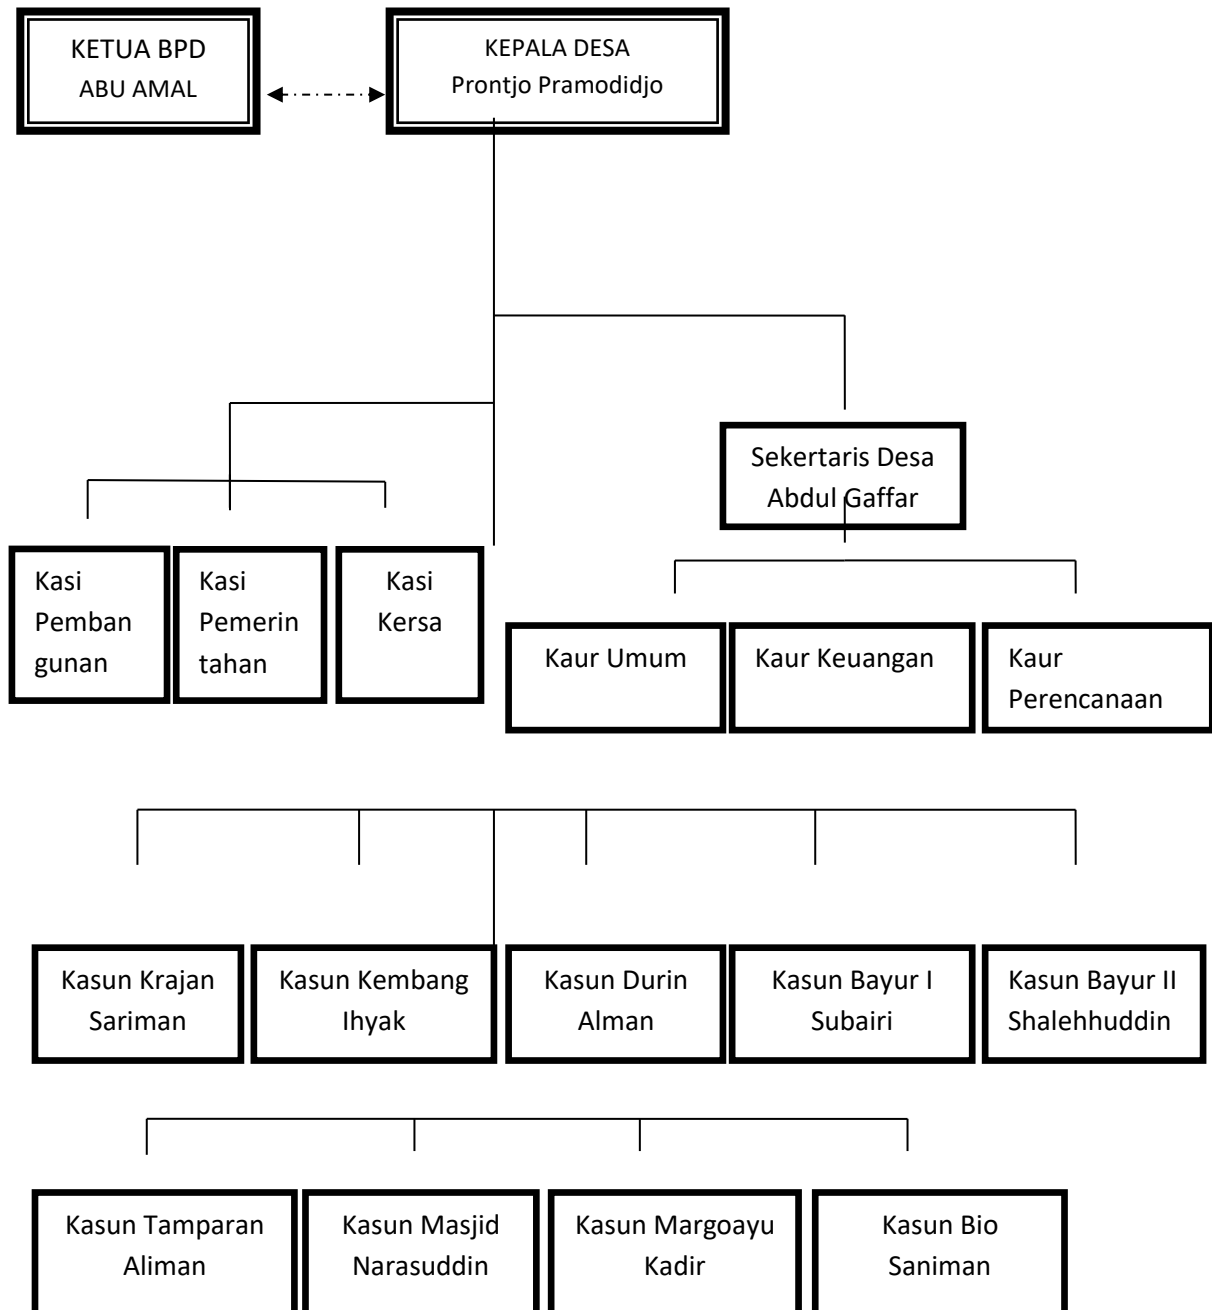 KETUA BPD
ABU AMAL
KEPALA DESA
Prontjo Pramodidjo
Sekertaris Desa
Abdul Gaffar
Kasi
Pemban
gunan
Kasi
Pemerin
tahan
Kasi
Kersa
Kaur Umum
Kaur Keuangan
Kaur
Perencanaan
Kasun Krajan
Sariman
Kasun Kembang
Ihyak
Kasun Durin
Alman
Kasun Bayur I
Subairi
Kasun Bayur II
Shalehhuddin
Kasun Tamparan
Aliman
Kasun Masjid
Narasuddin
Kasun Margoayu
Kadir
Kasun Bio
Saniman